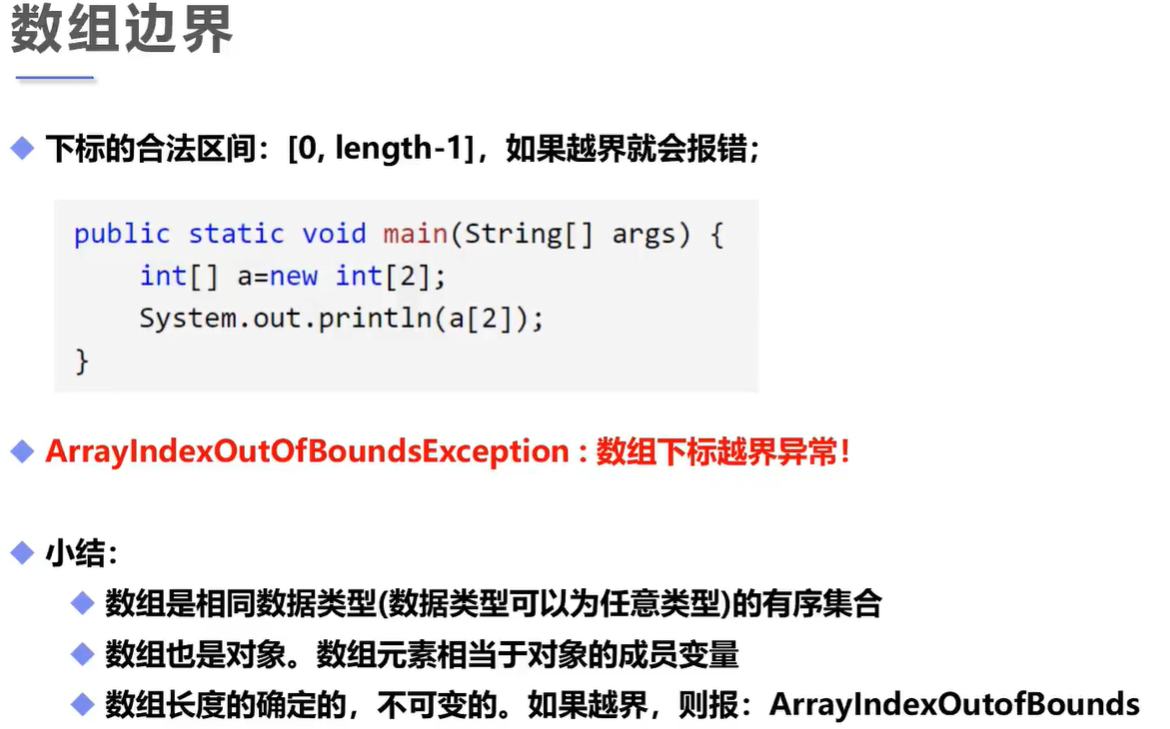 数组边界
下标的合法区间：[0, length-1]，如果越界就会报错；
public static void main(String[] args) {
    int[] a=new int[2];
    System.out.println(a[2]);
}
ArrayIndexOutOfBoundsException : 数组下标越界异常！
小结：
数组是相同数据类型(数据类型可以为任意类型)的有序集合
数组也是对象。数组元素相当于对象的成员变量
数组长度的确定的，不可变的。如果越界，则报：ArrayIndexOutofBounds